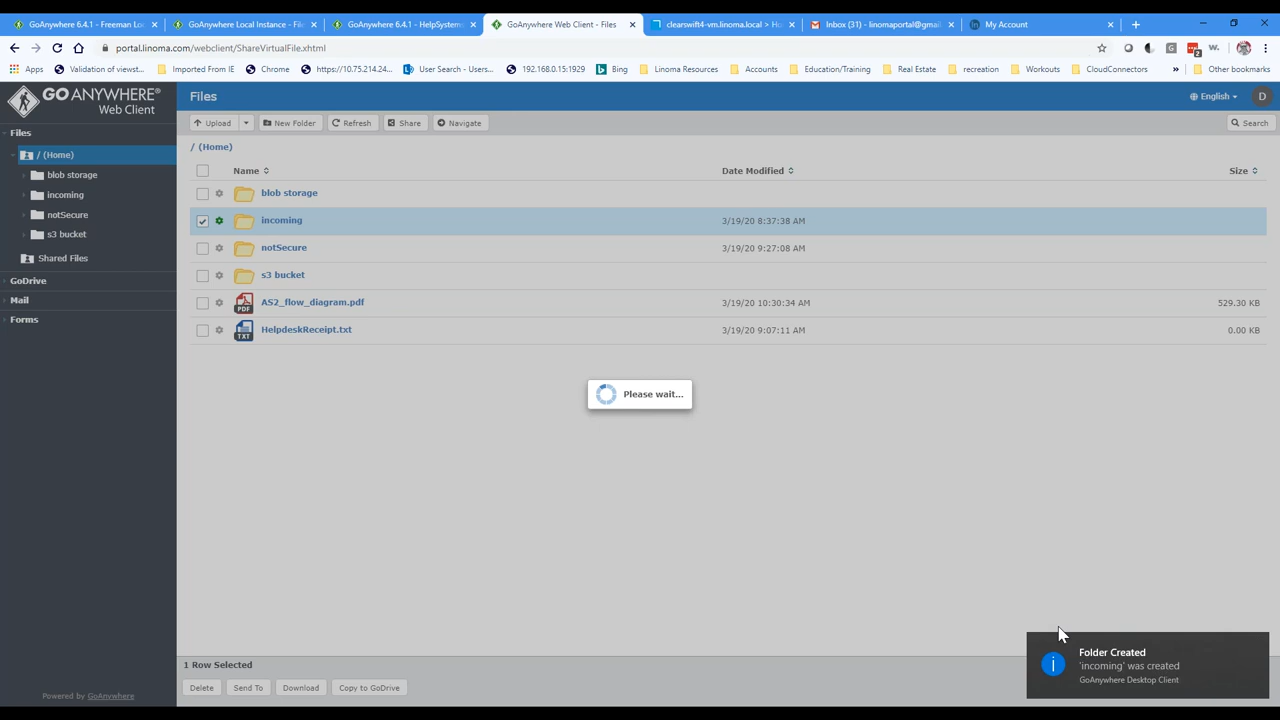 GoAnywhere 6.4.1 - Freeman Lo
GoAnywhere Local Instance - File
GoAnywhere 6.4.1 - HelpSystems
GoAnywhere Web Client - Files
clearswift4-vm.linoma.local > Ho
Inbox (31) - linomaportal@gmail
My Account
portal.linoma.com/webclient/ShareVirtualFile.xhtml
2
Apps
Validation of viewst...
Imported From IE
Chrome
https://10.75.214.24...
User Search - Users...
192.168.0.15:1929
Bing
Linoma Resources
Accounts
Education/Training
Real Estate
recreation
Workouts
CloudConnectors
»
Other bookmarks
GOANYWHERE®
Web Client
Files
English
D
Files
/ (Home)
blob storage
incoming
notSecure
s3 bucket
Shared Files
GoDrive
Mail
Forms
Upload
New Folder
Refresh
Share
Navigate
Search
/ (Home)
Name
Date Modified
Size
blob storage
incoming 3/19/20 8:37:38 AM
notSecure 3/19/20 9:27:08 AM
s3 bucket
PDF AS2_flow_diagram.pdf 3/19/20 10:30:34 AM 529.30 KB
TXT HelpdeskReceipt.txt 3/19/20 9:07:11 AM 0.00 KB
Please wait...
1 Row Selected
Delete
Send To
Download
Copy to GoDrive
Folder Created
'incoming' was created
GoAnywhere Desktop Client
Powered by GoAnywhere